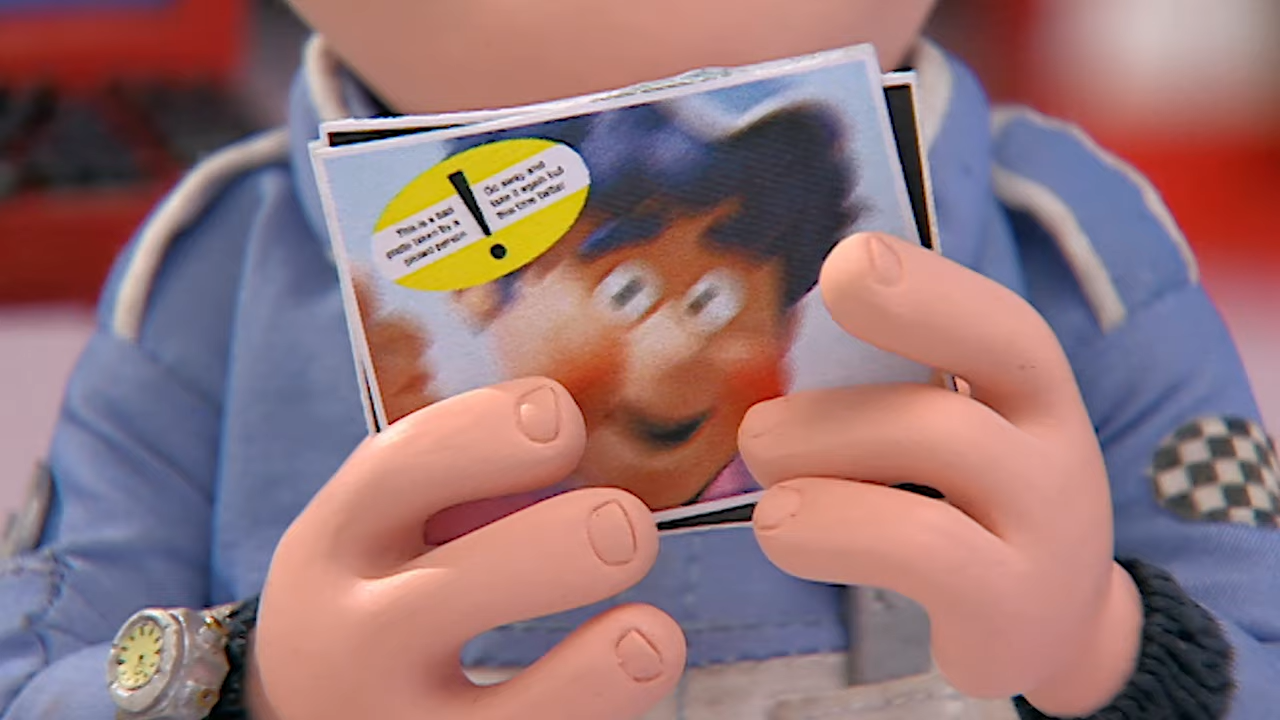 This is a bad
photo taken by a
person
!
Go away and
take it again but
this time better